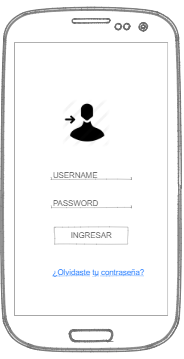 USERNAME
PASSWORD
INGRESAR
¿Olvidaste tu contraseña?